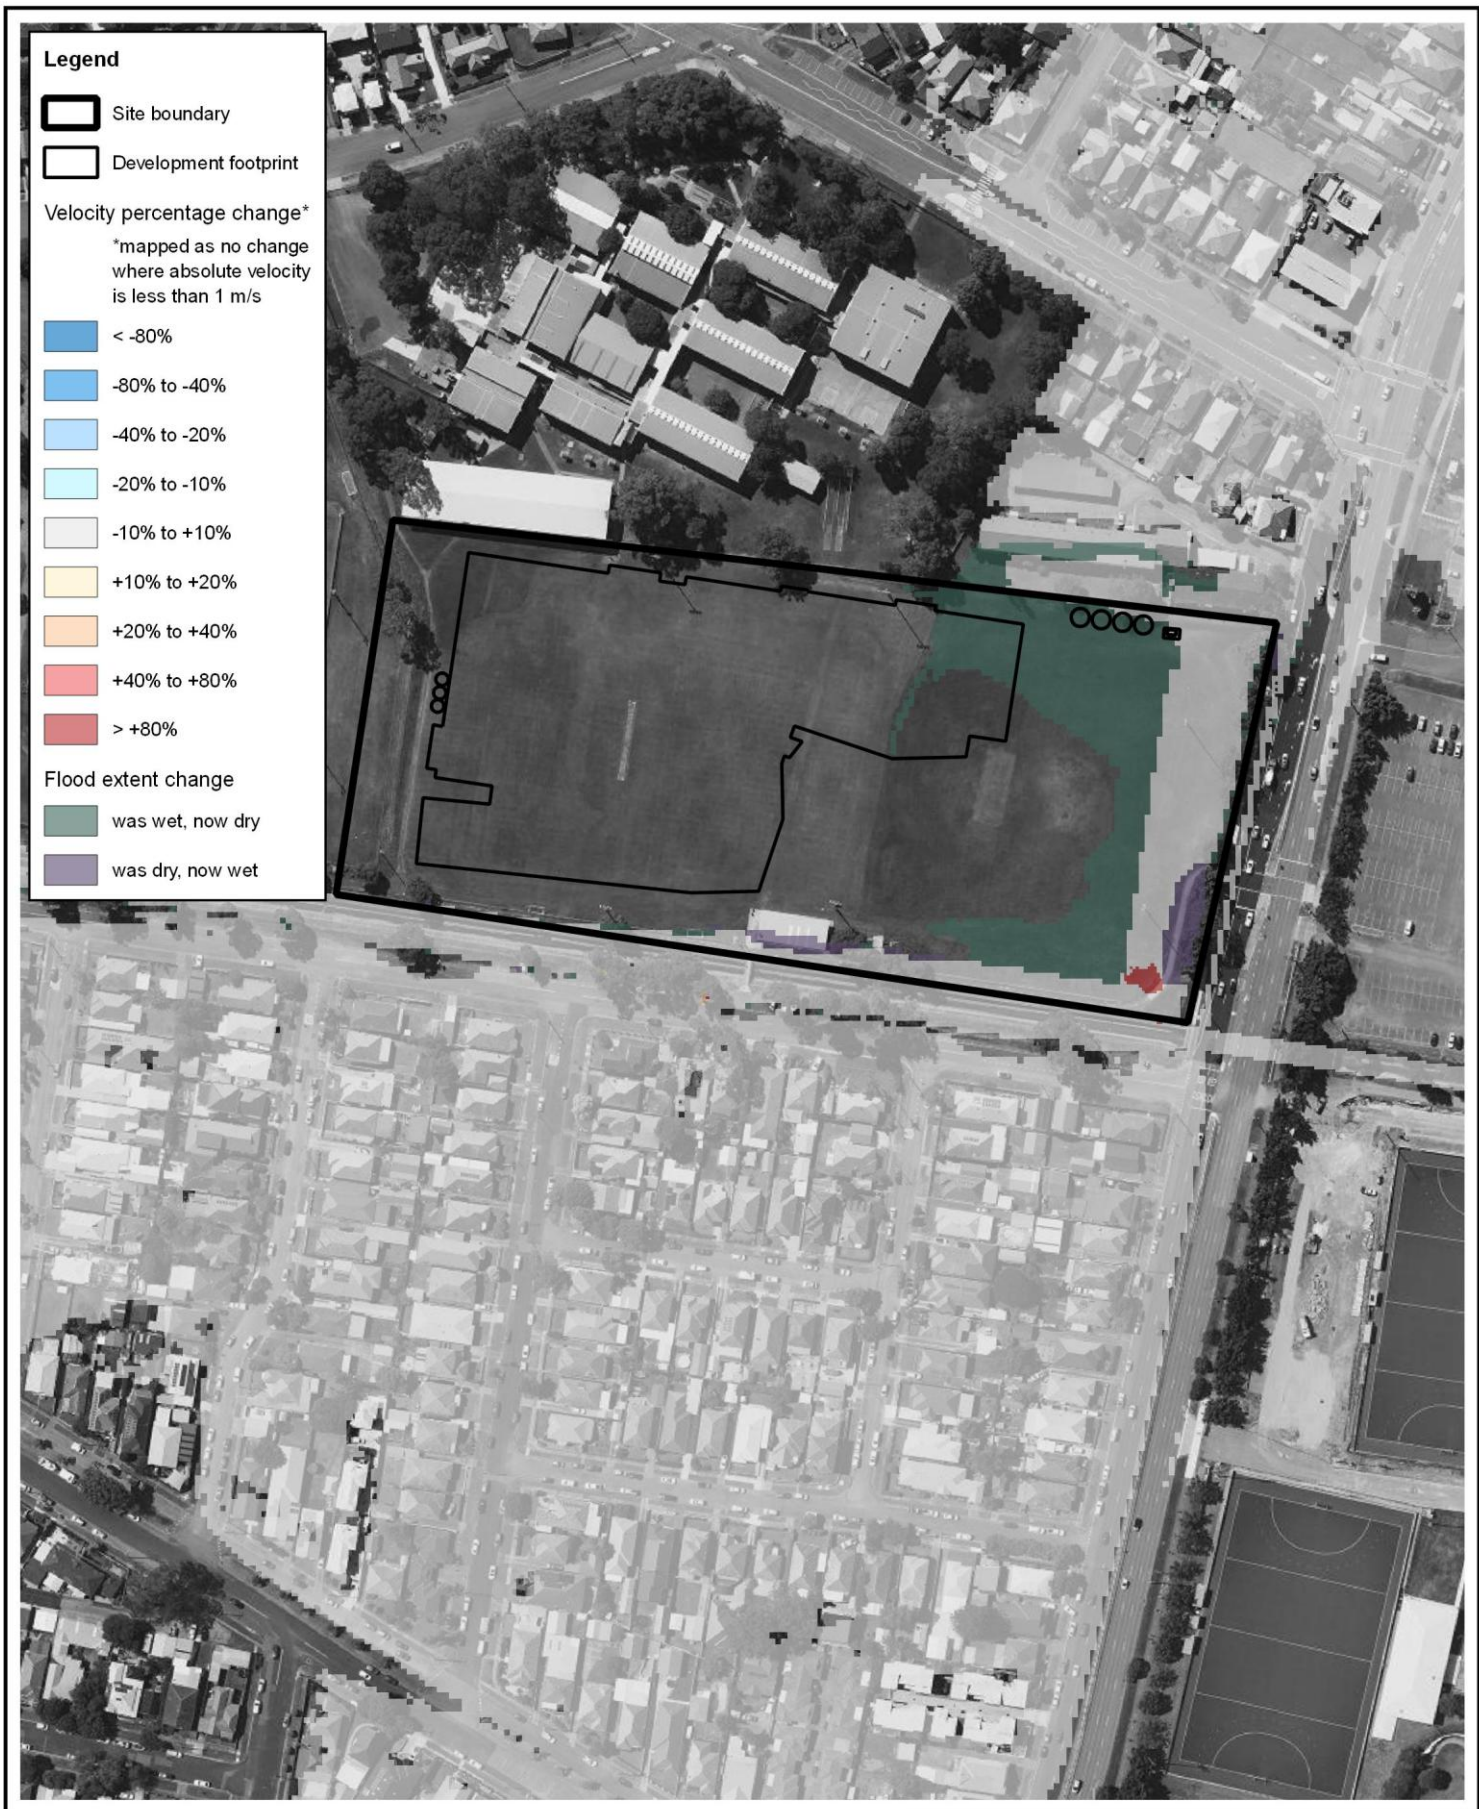 Legend
Site boundary
Development footprint
Velocity percentage change*
*mapped as no change
where absolute velocity
is less than 1 m/s
< -80%
-80% to -40%
-40% to -20%
-20% to -10%
-10% to +10%
+10% to +20%
+20% to +40%
+40% to +80%
> +80%
Flood extent change
was wet, now dry
was dry, now wet